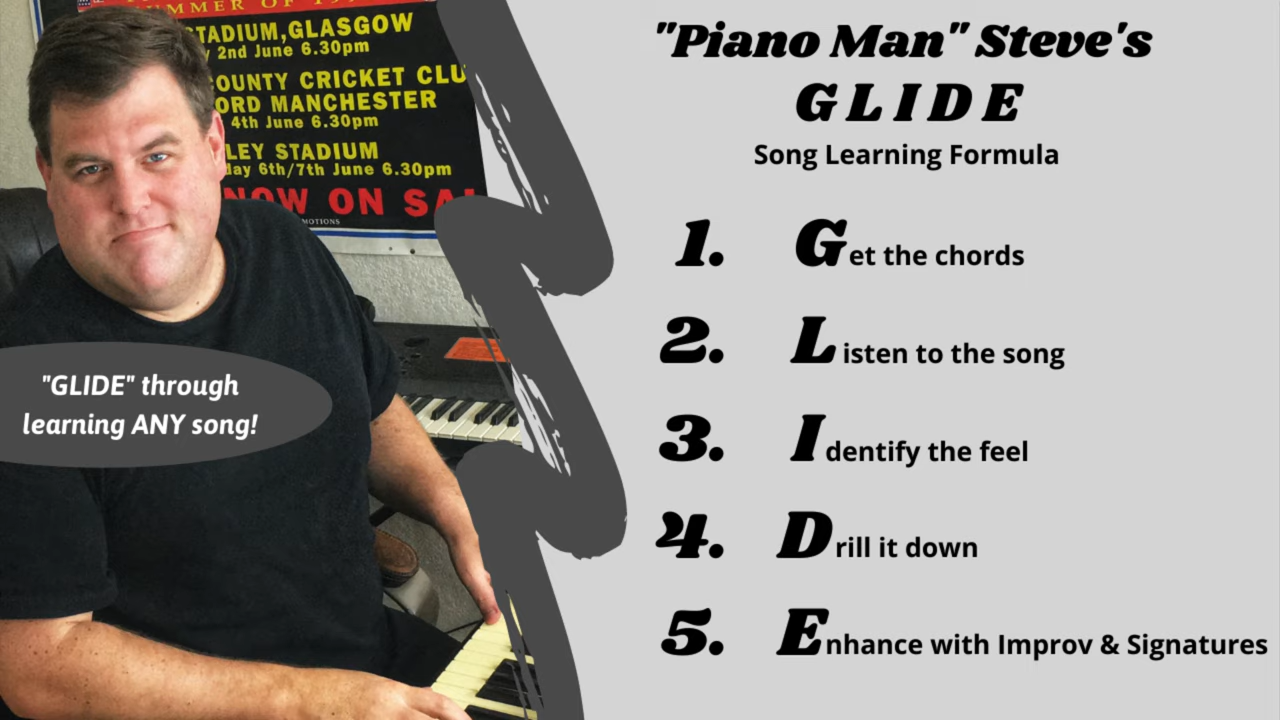 SUMMER OF
STADIUM, GLASGOW
2nd June 6.30pm
COUNTY CRICKET CLU
ORD MANCHESTER
4th June 6.30pm
LEY STADIUM
day 6th/7th June 6.30pm
NOW ON SA
MOTIONS
"GLIDE" through
learning ANY song!
"Piano Man" Steve's
GLIDE
Song Learning Formula
1. Get the chords
2. Listen to the song
3. Identify the feel
4. Drill it down
5. Enhance with Improv & Signatures